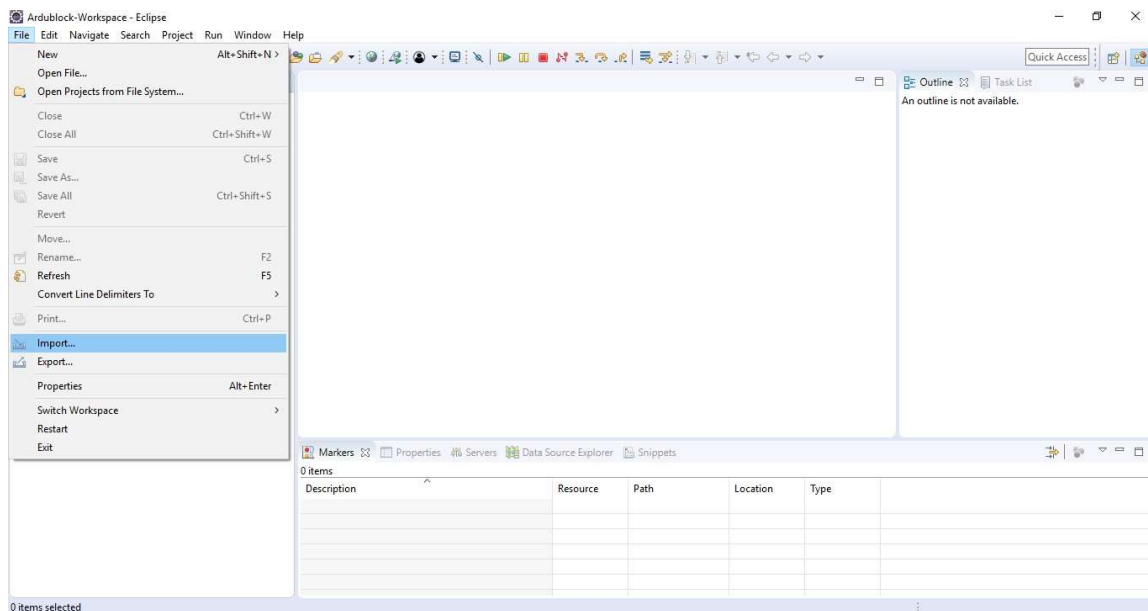 Ardublock-Workspace - Eclipse
File Edit Navigate Search Project Run Window Help
New Alt+Shift+N >
Open File...
Open Projects from File System...
Close Ctrl+W
Close All Ctrl+Shift+W
Save Ctrl+S
Save As...
Save All Ctrl+Shift+S
Revert
Move...
Rename... F2
Refresh F5
Convert Line Delimiters To >
Print... Ctrl+P
Import...
Export...
Properties Alt+Enter
Switch Workspace >
Restart
Exit
Quick Access
Outline Task List
An outline is not available.
Markers Properties Servers Data Source Explorer Snippets
0 items
Description Resource Path Location Type
0 items selected